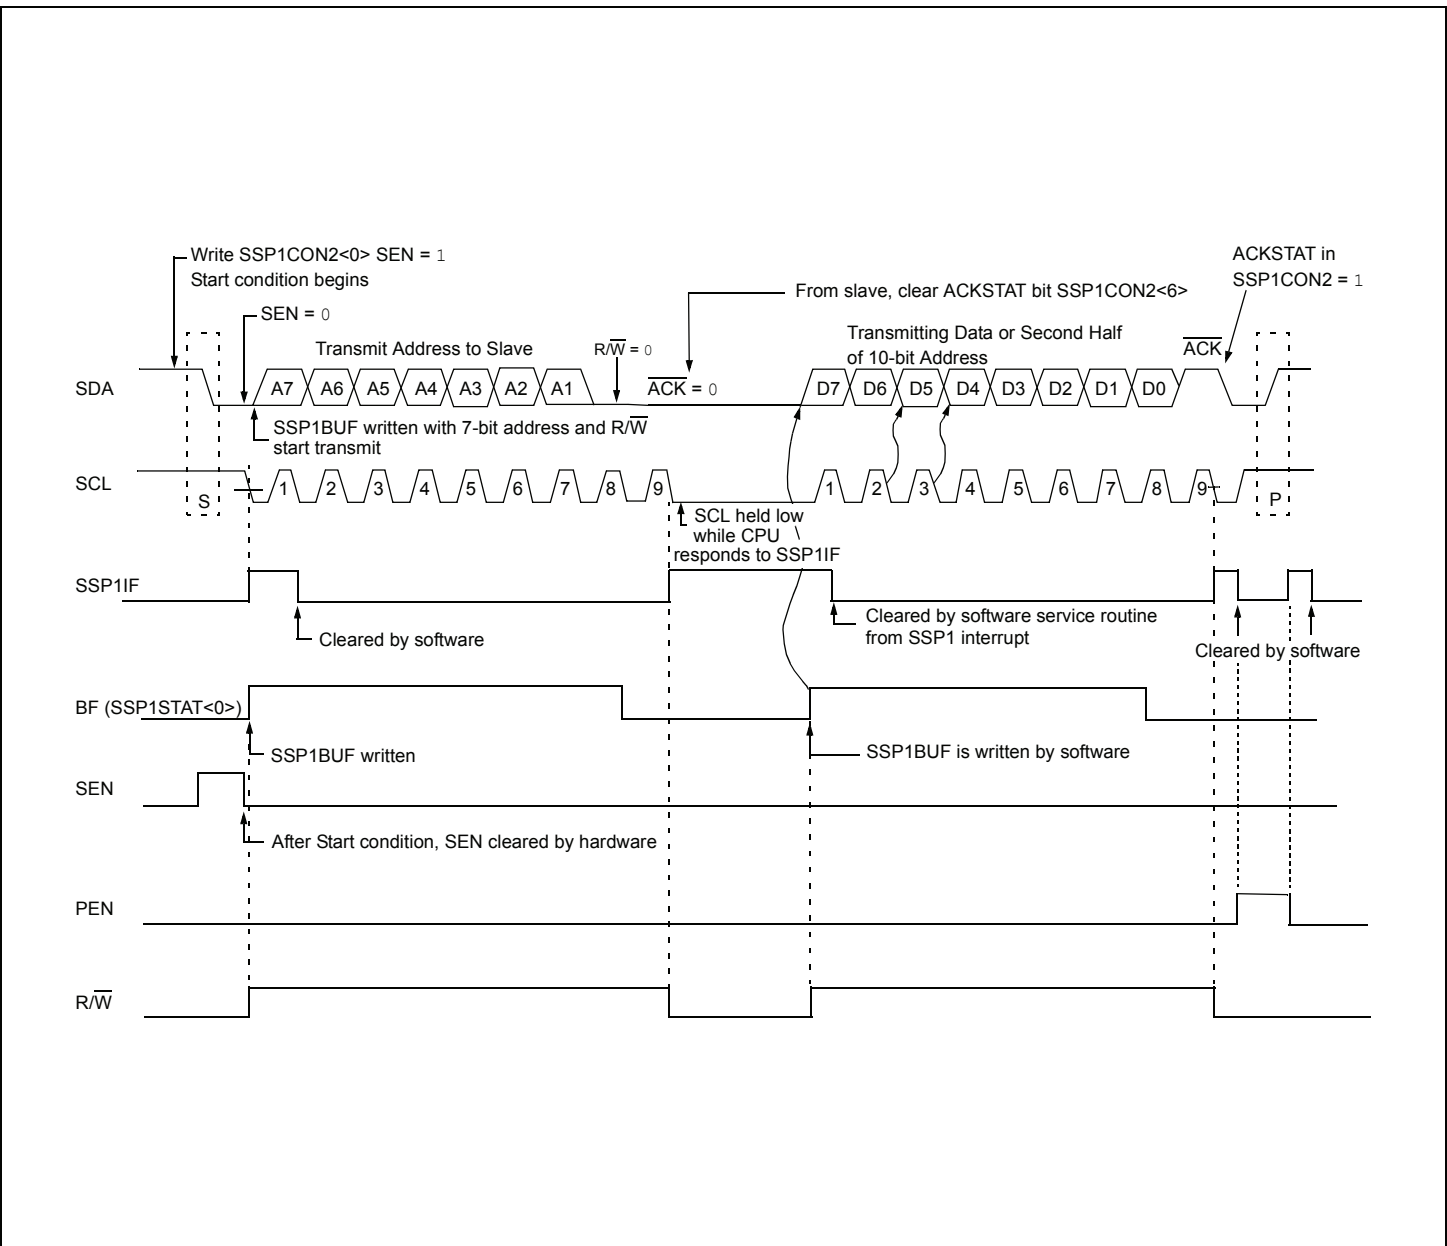 Write SSP1CON2<0> SEN = 1
Start condition begins
ACKSTAT in
SSP1CON2 = 1
From slave, clear ACKSTAT bit SSP1CON2<6>
SEN = 0
Transmit Address to Slave
R/W̅ = 0
Transmitting Data or Second Half
of 10-bit Address
A̅C̅K̅
SDA
A7 A6 A5 A4 A3 A2 A1
A̅C̅K̅ = 0
D7 D6 D5 D4 D3 D2 D1 D0
SSP1BUF written with 7-bit address and R/W̅
start transmit
SCL
S
1 2 3 4 5 6 7 8 9
1 2 3 4 5 6 7 8 9
P
SCL held low
while CPU
responds to SSP1IF
SSP1IF
Cleared by software
Cleared by software service routine
from SSP1 interrupt
Cleared by software
BF (SSP1STAT<0>)
SSP1BUF written
SSP1BUF is written by software
SEN
After Start condition, SEN cleared by hardware
PEN
R/W̅